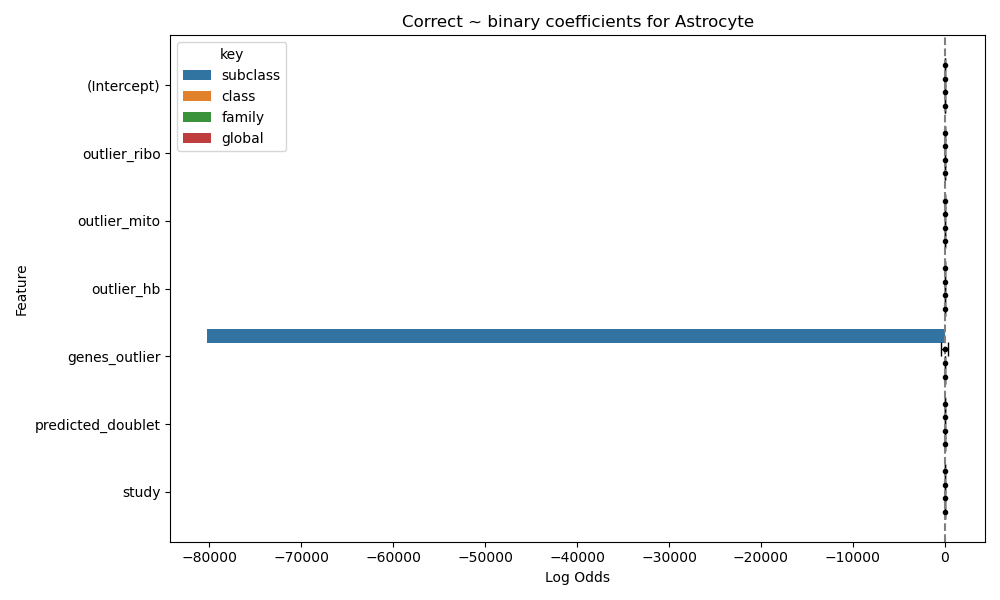 Correct ~ binary coefficients for Astrocyte
key
subclass
class
family
global
Feature
(Intercept)
outlier_ribo
outlier_mito
outlier_hb
genes_outlier
predicted_doublet
study
−80000 −70000 −60000 −50000 −40000 −30000 −20000 −10000 0
Log Odds